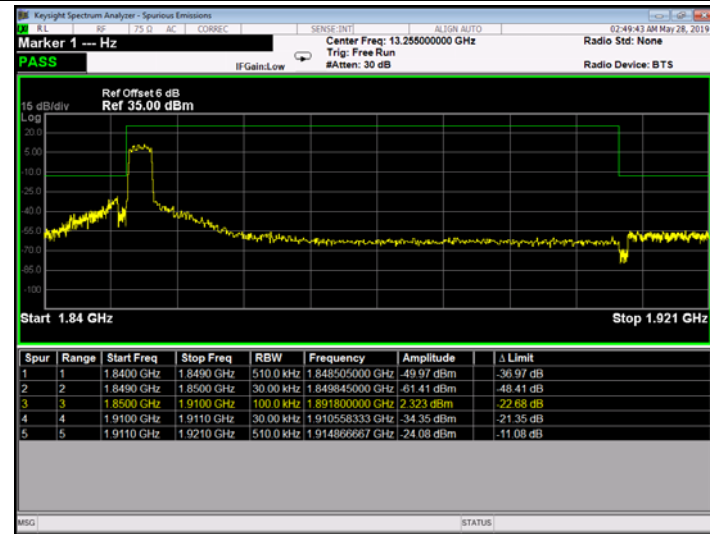 Keysight Spectrum Analyzer - Spurious Emissions
RL RF 75 Ω AC CORREC SENSE:INT ALIGN AUTO 02:49:43 AM May 28, 2019
Marker 1 --- Hz Center Freq: 13.255000000 GHz Radio Std: None
PASS Trig: Free Run
IFGain:Low #Atten: 30 dB Radio Device: BTS
Ref Offset 6 dB
15 dB/div Ref 35.00 dBm
Log
20.0
5.00
-10.0
-25.0
-40.0
-55.0
-70.0
-85.0
-100
Start 1.84 GHz Stop 1.921 GHz
Spur Range Start Freq Stop Freq RBW Frequency Amplitude Δ Limit
1 1 1.8400 GHz 1.8490 GHz 510.0 kHz 1.848505000 GHz -49.97 dBm -36.97 dB
2 2 1.8490 GHz 1.8500 GHz 30.00 kHz 1.849845000 GHz -61.41 dBm -48.41 dB
3 3 1.8500 GHz 1.9100 GHz 100.0 kHz 1.891800000 GHz 2.323 dBm -22.68 dB
4 4 1.9100 GHz 1.9110 GHz 30.00 kHz 1.910558333 GHz -34.35 dBm -21.35 dB
5 5 1.9110 GHz 1.9210 GHz 510.0 kHz 1.914866667 GHz -24.08 dBm -11.08 dB
MSG STATUS